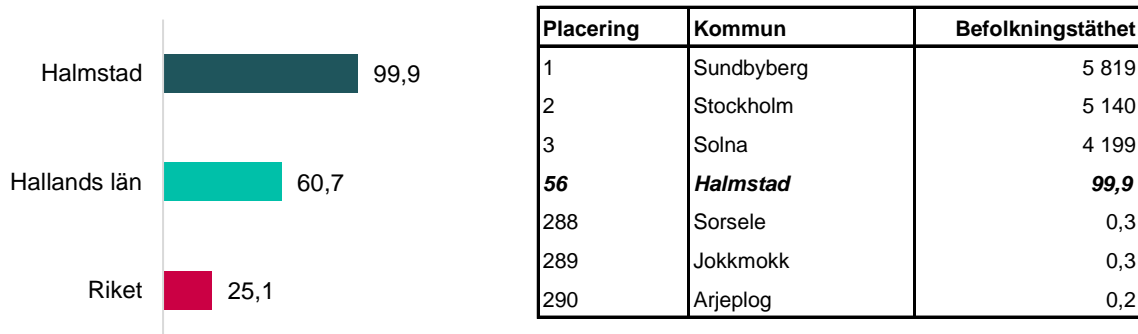 Halmstad 99,9
Hallands län 60,7
Riket 25,1
Placering Kommun Befolkningstäthet
1 Sundbyberg 5 819
2 Stockholm 5 140
3 Solna 4 199
56 Halmstad 99,9
288 Sorsele 0,3
289 Jokkmokk 0,3
290 Arjeplog 0,2